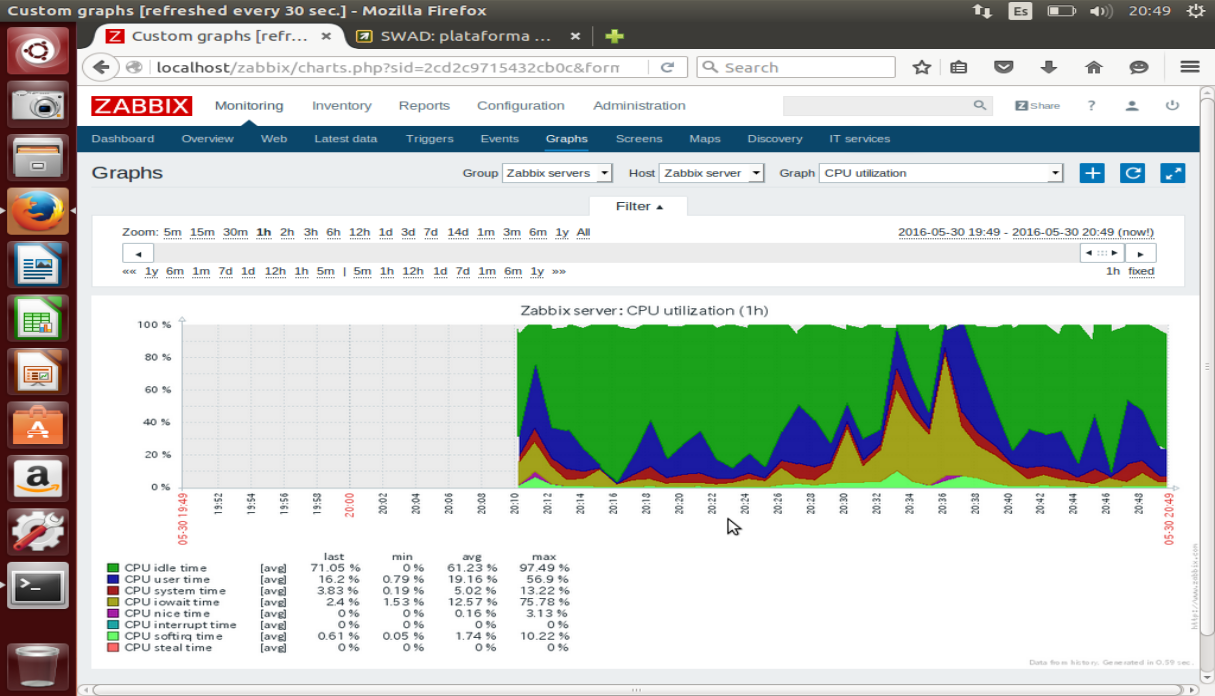 Custom graphs [refreshed every 30 sec.] - Mozilla Firefox
Es
20:49
Custom graphs [refr... ×
SWAD: plataforma ... ×
localhost/zabbix/charts.php?sid=2cd2c9715432cb0c&form
Search
ZABBIX Monitoring Inventory Reports Configuration Administration Z Share ?
Dashboard Overview Web Latest data Triggers Events Graphs Screens Maps Discovery IT services
Graphs Group Zabbix servers Host Zabbix server Graph CPU utilization
Filter ▲
Zoom: 5m 15m 30m 1h 2h 3h 6h 12h 1d 3d 7d 14d 1m 3m 6m 1y All 2016-05-30 19:49 - 2016-05-30 20:49 (now!)
«« 1y 6m 1m 7d 1d 12h 1h 5m | 5m 1h 12h 1d 7d 1m 6m 1y »» 1h fixed
Zabbix server: CPU utilization (1h)
100 %
80 %
60 %
40 %
20 %
0 %
05-30 19:49 19:52 19:54 19:56 19:58 20:00 20:02 20:04 20:06 20:08 20:10 20:12 20:14 20:16 20:18 20:20 20:22 20:24 20:26 20:28 20:30 20:32 20:34 20:36 20:38 20:40 20:42 20:44 20:46 20:48 05-30 20:49
last min avg max
CPU idle time [avg] 71.05 % 0 % 61.23 % 97.49 %
CPU user time [avg] 16.2 % 0.79 % 19.16 % 56.9 %
CPU system time [avg] 3.83 % 0.19 % 5.02 % 13.22 %
CPU iowait time [avg] 2.4 % 1.53 % 12.57 % 75.78 %
CPU nice time [avg] 0 % 0 % 0.16 % 3.13 %
CPU interrupt time [avg] 0 % 0 % 0 % 0 %
CPU softirq time [avg] 0.61 % 0.05 % 1.74 % 10.22 %
CPU steal time [avg] 0 % 0 % 0 % 0 %
http://www.zabbix.com
Data from history. Generated in 0.59 sec.